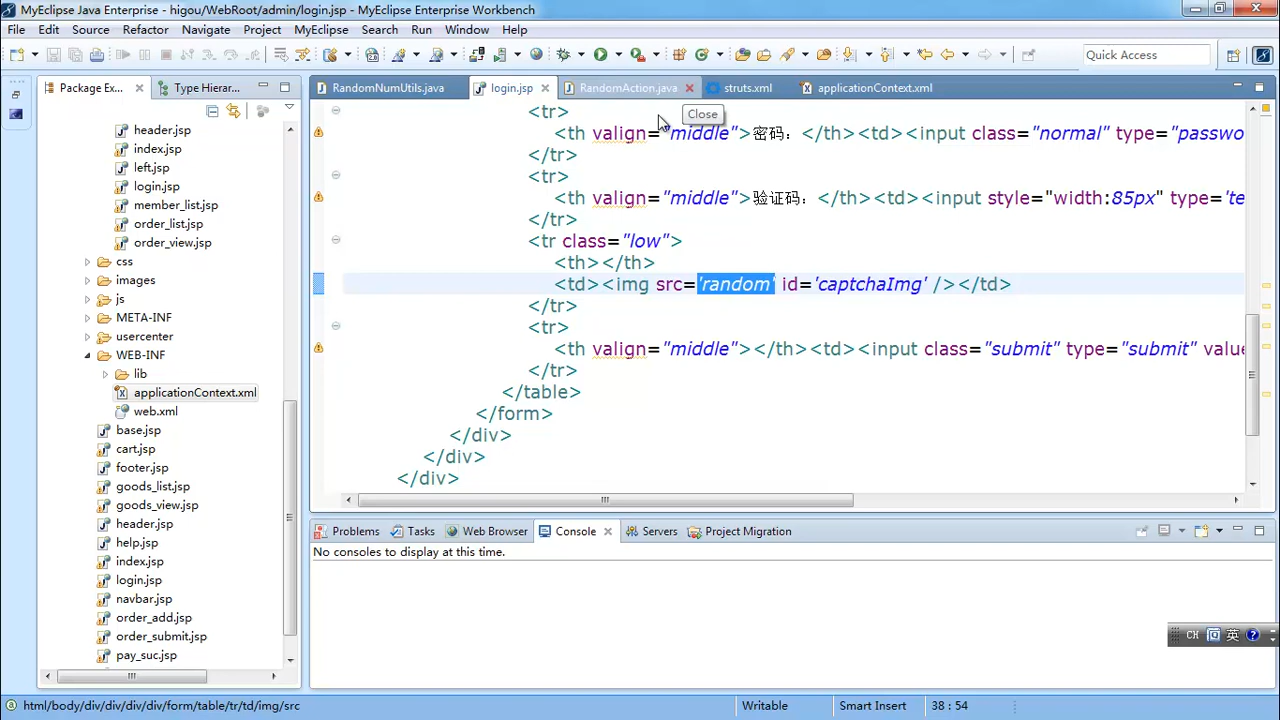 MyEclipse Java Enterprise - higou/WebRoot/admin/login.jsp - MyEclipse Enterprise Workbench
File Edit Source Refactor Navigate Project MyEclipse Search Run Window Help
Quick Access
Package Ex... Type Hierar...
RandomNumUtils.java login.jsp RandomAction.java struts.xml applicationContext.xml
Close
header.jsp
index.jsp
left.jsp
login.jsp
member_list.jsp
order_list.jsp
order_view.jsp
css
images
js
META-INF
usercenter
WEB-INF
lib
applicationContext.xml
web.xml
base.jsp
cart.jsp
footer.jsp
goods_list.jsp
goods_view.jsp
header.jsp
help.jsp
index.jsp
login.jsp
navbar.jsp
order_add.jsp
order_submit.jsp
pay_suc.jsp
<tr>
<th valign="middle">密码：</th><td><input class="normal" type="passwo
</tr>
<tr>
<th valign="middle">验证码：</th><td><input style="width:85px" type='te
</tr>
<tr class="low">
<th></th>
<td><img src='random' id='captchaImg' /></td>
</tr>
<tr>
<th valign="middle"></th><td><input class="submit" type="submit" value
</tr>
</table>
</form>
</div>
</div>
</div>
Problems Tasks Web Browser Console Servers Project Migration
No consoles to display at this time.
CH 英
html/body/div/div/div/div/form/table/tr/td/img/src Writable Smart Insert 38 : 54